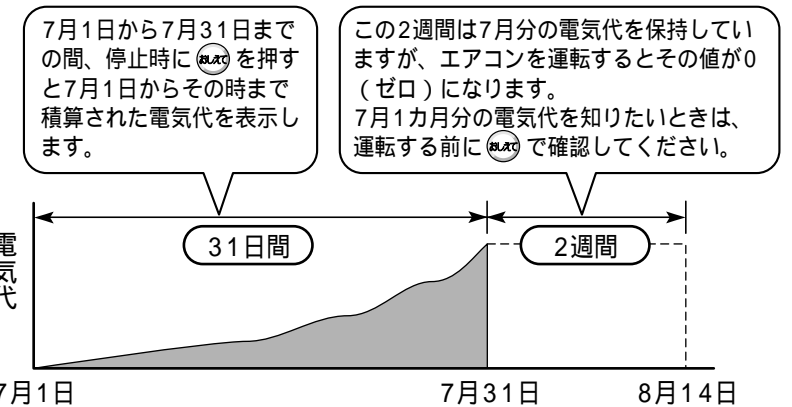 7月1日から7月31日まで
の間、停止時に おしえて を押す
と7月1日からその時まで
積算された電気代を表示し
ます。
この2週間は7月分の電気代を保持してい
ますが、エアコンを運転するとその値が0
（ゼロ）になります。
7月1カ月分の電気代を知りたいときは、
運転する前に おしえて で確認してください。
31日間
2週間
電気代
7月1日
7月31日
8月14日